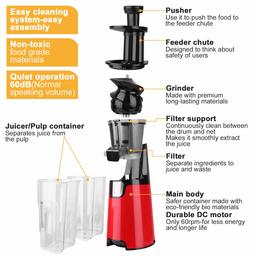 Easy cleaning
system-easy
assembly
Non-toxic
food grade
materials
Quiet operation
60dB(Normal
speaking volume)
Pusher
Use it to push the food to
the feeder chute
Feeder chute
Designed to think about
safety of users
Grinder
Made with premium
long-lasting materials
Filter support
Continuously clean between
the drum and net
Makes it smoothly extract
the juice
Juicer/Pulp container
Separates juice from
the pulp
Filter
Separate ingredients to
juice and waste
Main body
Safer container made with
eco-friendly bio materials
Durable DC motor
Only 60rpm-for less energy
and longer life